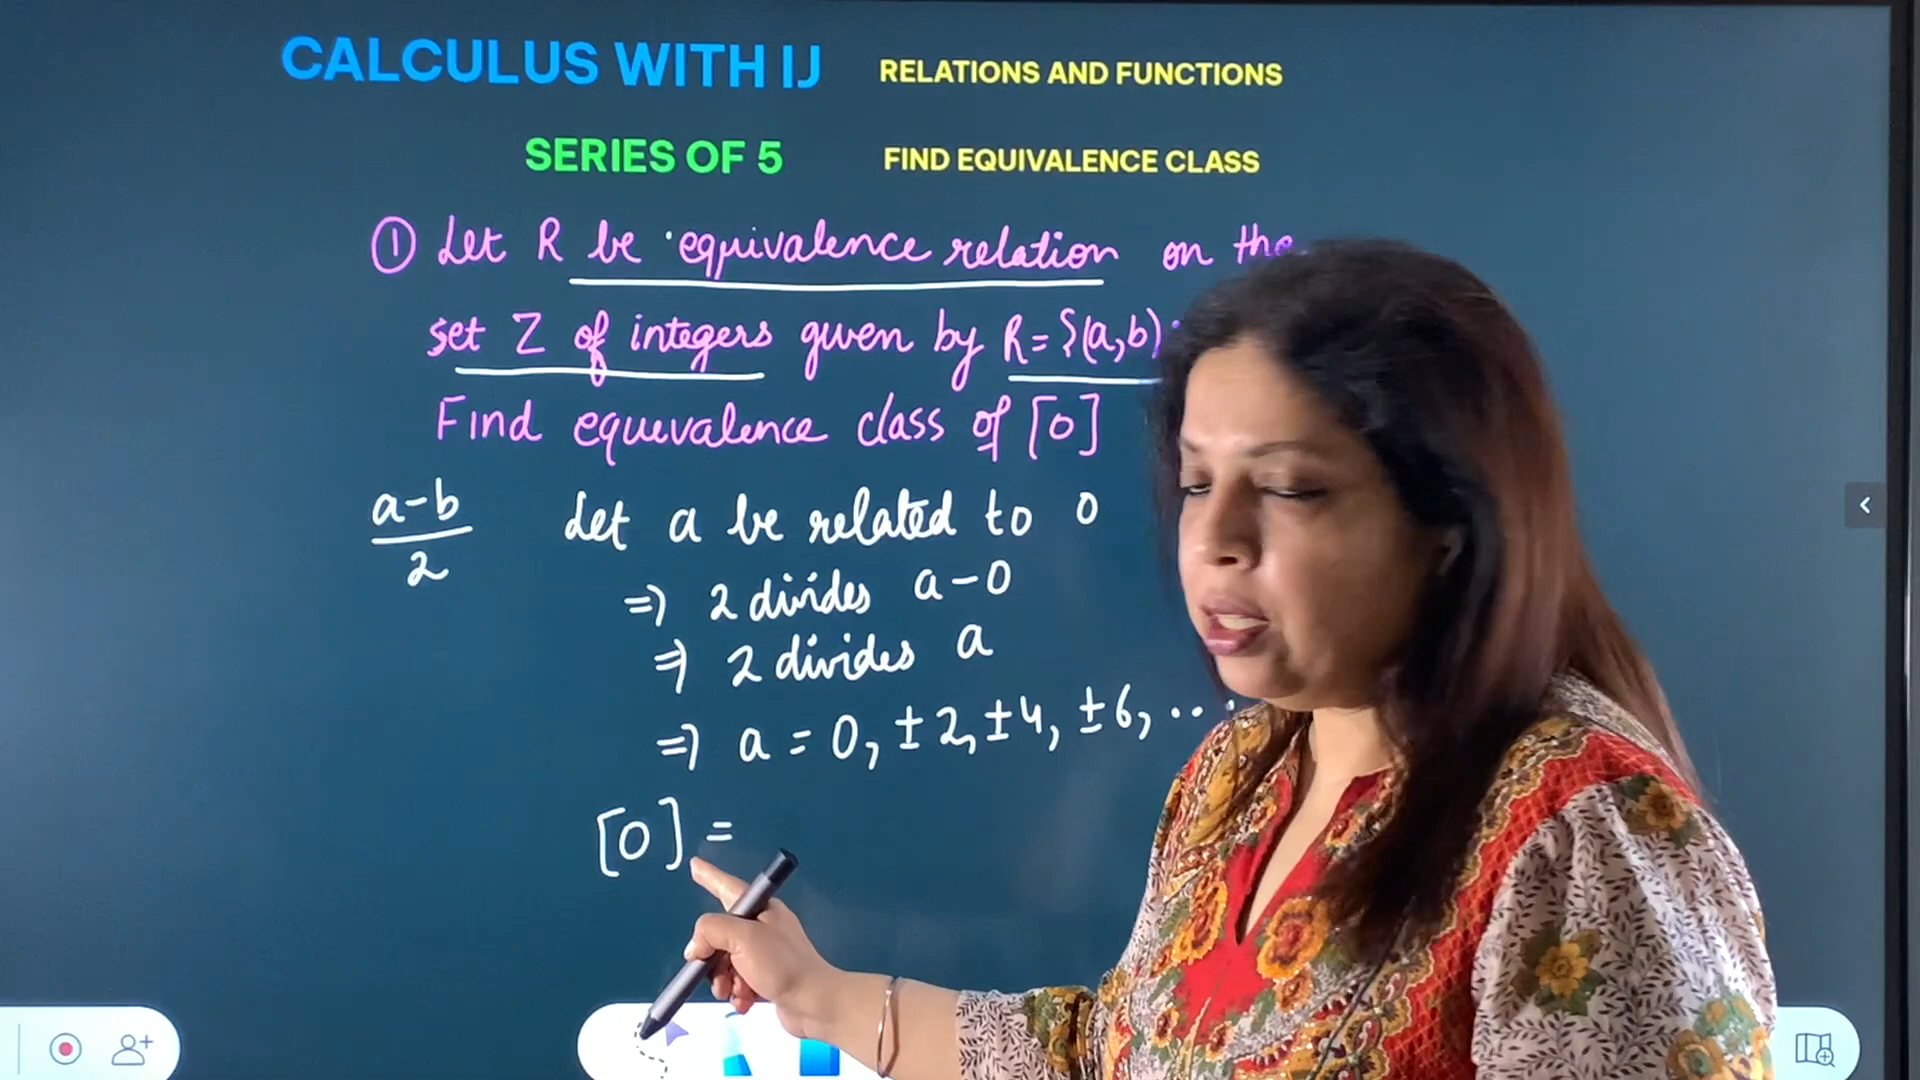 CALCULUS WITH IJ RELATIONS AND FUNCTIONS
SERIES OF 5 FIND EQUIVALENCE CLASS
① Let R be equivalence relation on the
set Z of integers given by R={(a,b):
Find equivalence class of [0]
a-b
2
Let a be related to 0
⇒ 2 divides a-0
⇒ 2 divides a
⇒ a = 0, ±2, ±4, ±6, ...
[0] =